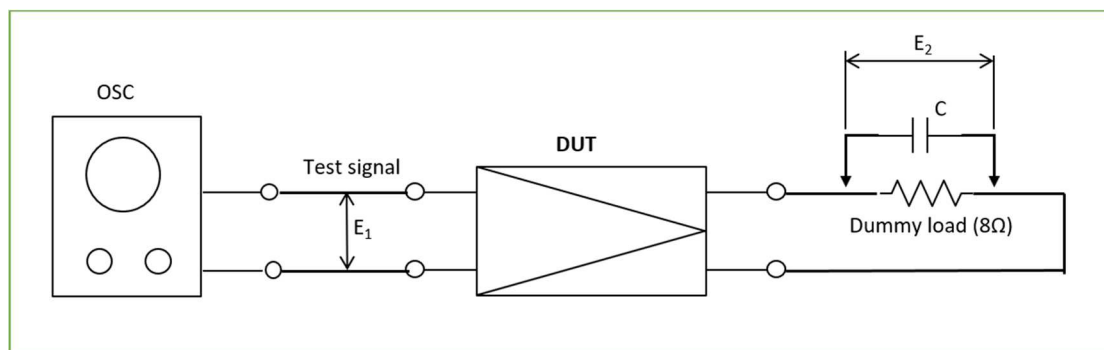 OSC
Test signal
E₁
DUT
E₂
C
Dummy load (8Ω)